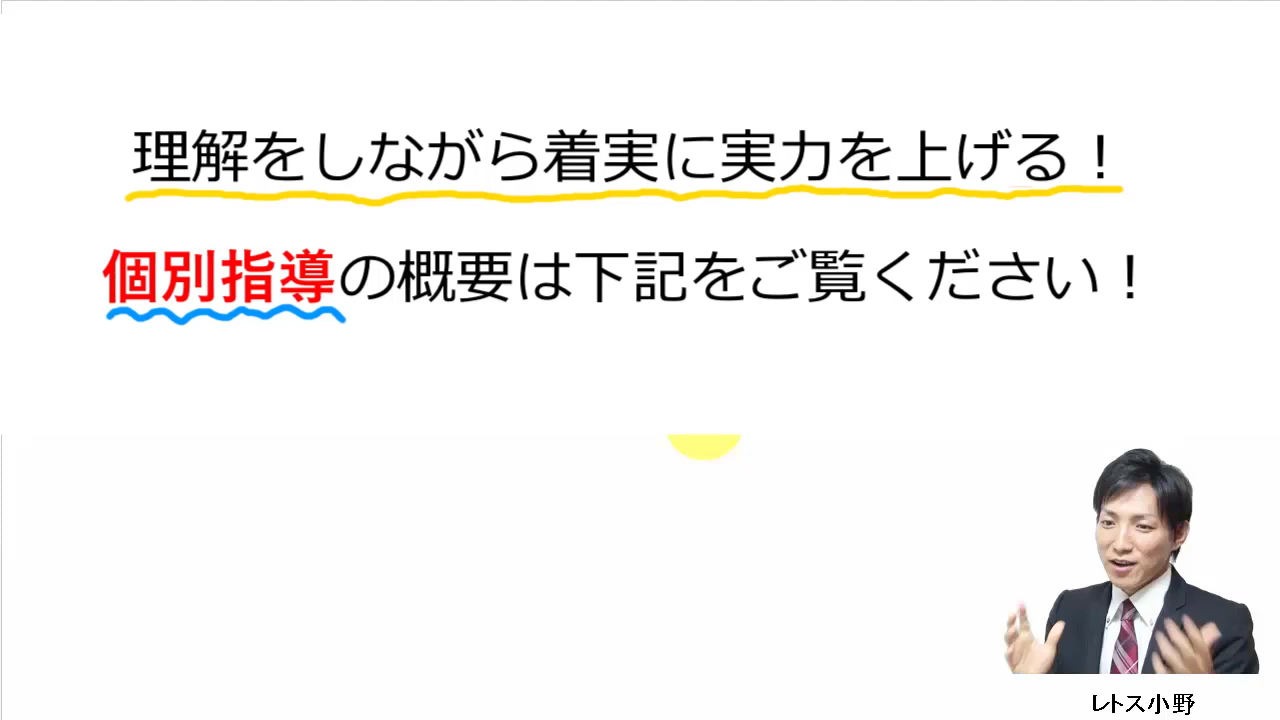 理解をしながら着実に実力を上げる！
個別指導の概要は下記をご覧ください！
レトス小野